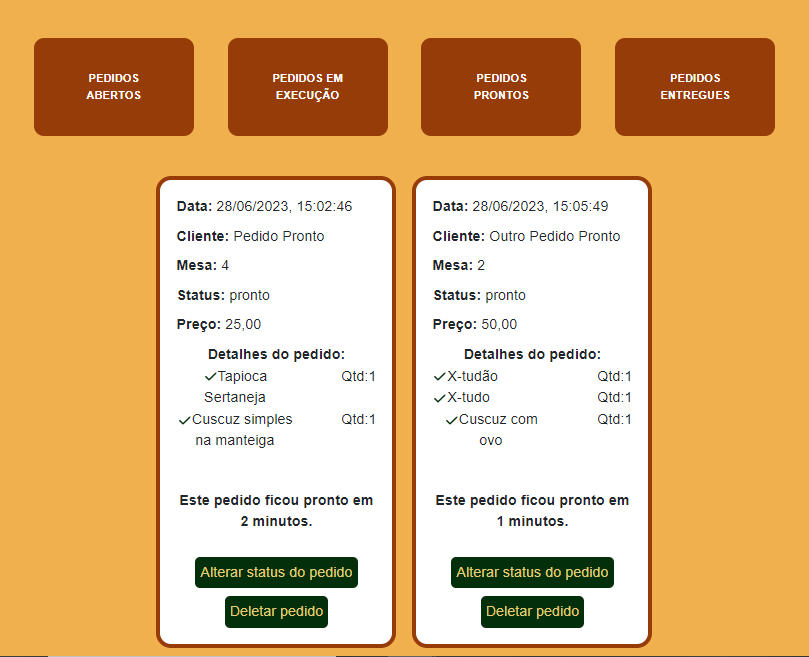 PEDIDOS
ABERTOS
PEDIDOS EM
EXECUÇÃO
PEDIDOS
PRONTOS
PEDIDOS
ENTREGUES
Data: 28/06/2023, 15:02:46
Cliente: Pedido Pronto
Mesa: 4
Status: pronto
Preço: 25,00
Detalhes do pedido:
Tapioca Qtd:1
Sertaneja
Cuscuz simples Qtd:1
na manteiga
Este pedido ficou pronto em
2 minutos.
Alterar status do pedido
Deletar pedido
Data: 28/06/2023, 15:05:49
Cliente: Outro Pedido Pronto
Mesa: 2
Status: pronto
Preço: 50,00
Detalhes do pedido:
X-tudão Qtd:1
X-tudo Qtd:1
Cuscuz com Qtd:1
ovo
Este pedido ficou pronto em
1 minutos.
Alterar status do pedido
Deletar pedido